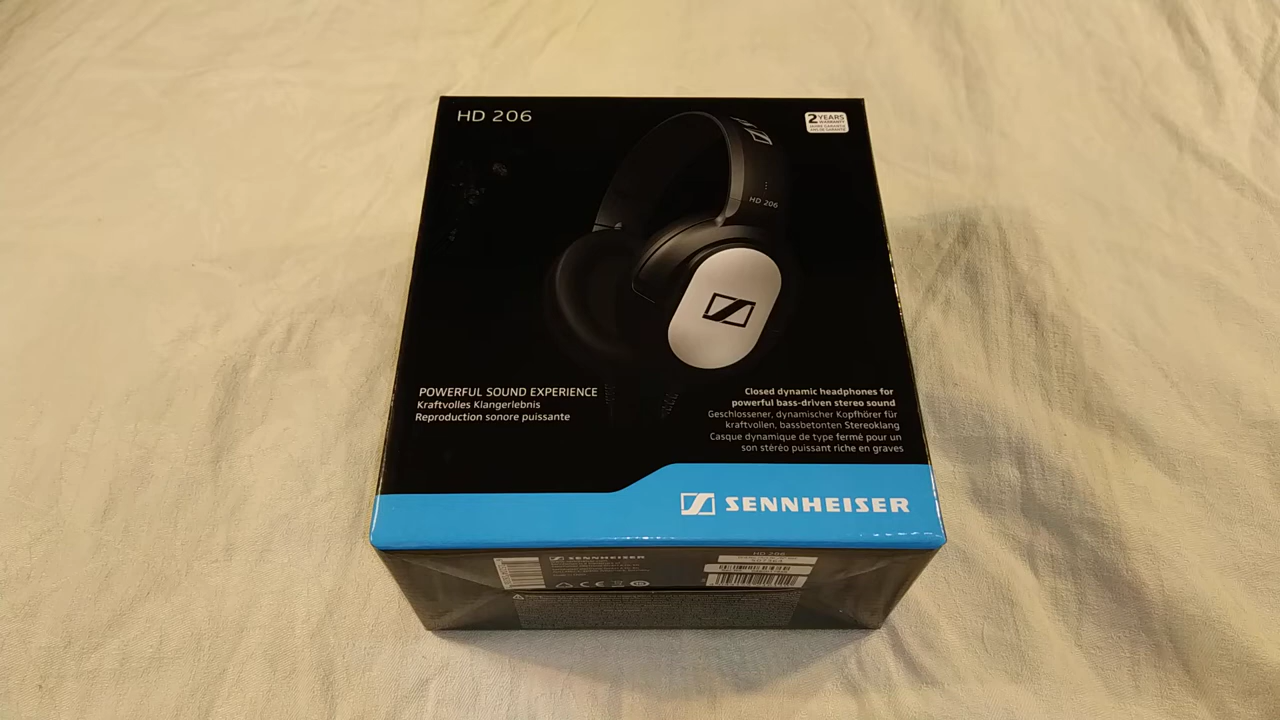 HD 206
2 YEARS
WARRANTY
HD 206
POWERFUL SOUND EXPERIENCE
Kraftvolles Klangerlebnis
Reproduction sonore puissante
Closed dynamic headphones for
powerful bass-driven stereo sound
Geschlossener, dynamischer Kopfhörer für
kraftvollen, bassbetonten Stereoklang
Casque dynamique de type fermé pour un
son stéréo puissant riche en graves
SENNHEISER
SENNHEISER
HD 206
CE